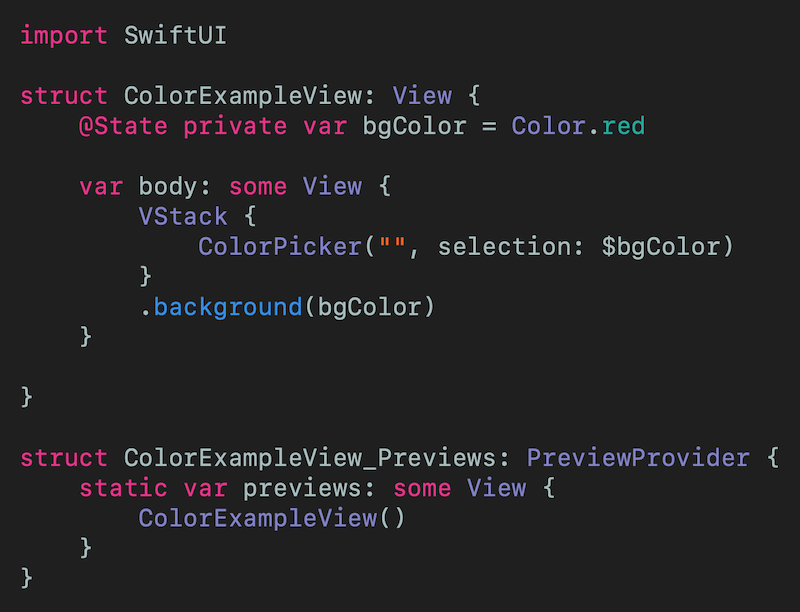 import SwiftUI
struct ColorExampleView: View {
    @State private var bgColor = Color.red
    var body: some View {
        VStack {
            ColorPicker("", selection: $bgColor)
        }
        .background(bgColor)
    }
}
struct ColorExampleView_Previews: PreviewProvider {
    static var previews: some View {
        ColorExampleView()
    }
}